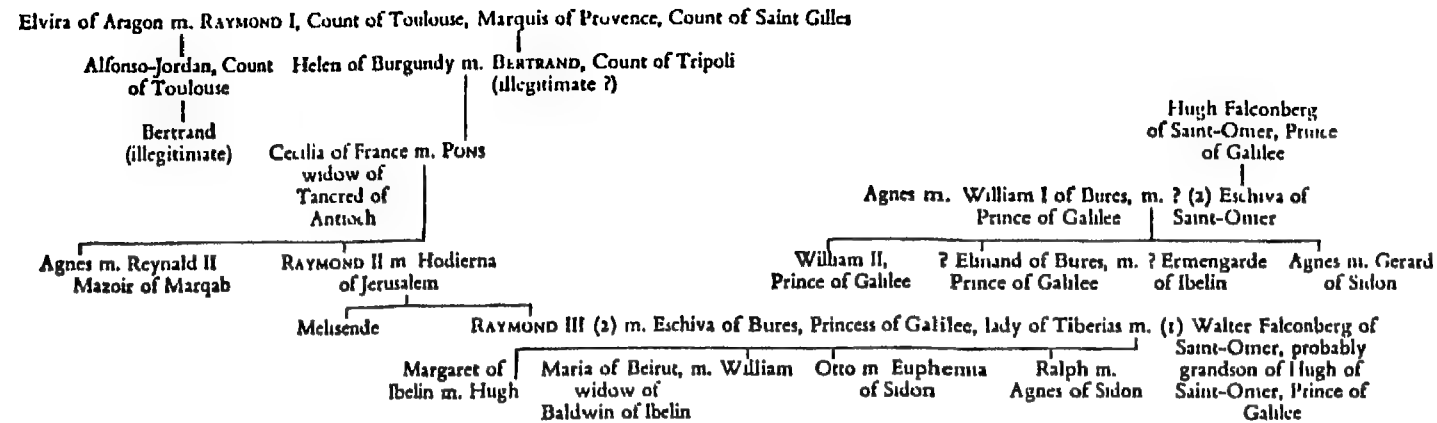 Elvira of Aragon m. RAYMOND I, Count of Toulouse, Marquis of Provence, Count of Saint Gilles
Alfonso-Jordan, Count
of Toulouse
Helen of Burgundy m. BERTRAND, Count of Tripoli
(illegitimate ?)
Bertrand
(illegitimate)
Cecilia of France m. PONS
widow of
Tancred of
Antioch
Hugh Falconberg
of Saint-Omer, Prince
of Galilee
Agnes m. William I of Bures, m. ? (2) Eschiva of
Prince of Galilee
Saint-Omer
Agnes m. Reynald II
Mazoir of Marqab
RAYMOND II m Hodierna
of Jerusalem
William II,
Prince of Galilee
? Elinand of Bures, m. ? Ermengarde
Prince of Galilee
of Ibelin
Agnes m. Gerard
of Sidon
Melisende
RAYMOND III (2) m. Eschiva of Bures, Princess of Galilee, lady of Tiberias m. (1) Walter Falconberg of
Saint-Omer, probably
grandson of Hugh of
Saint-Omer, Prince of
Galilee
Margaret of
Ibelin m. Hugh
Maria of Beirut, m. William
widow of
Baldwin of Ibelin
Otto m Euphemia
of Sidon
Ralph m.
Agnes of Sidon